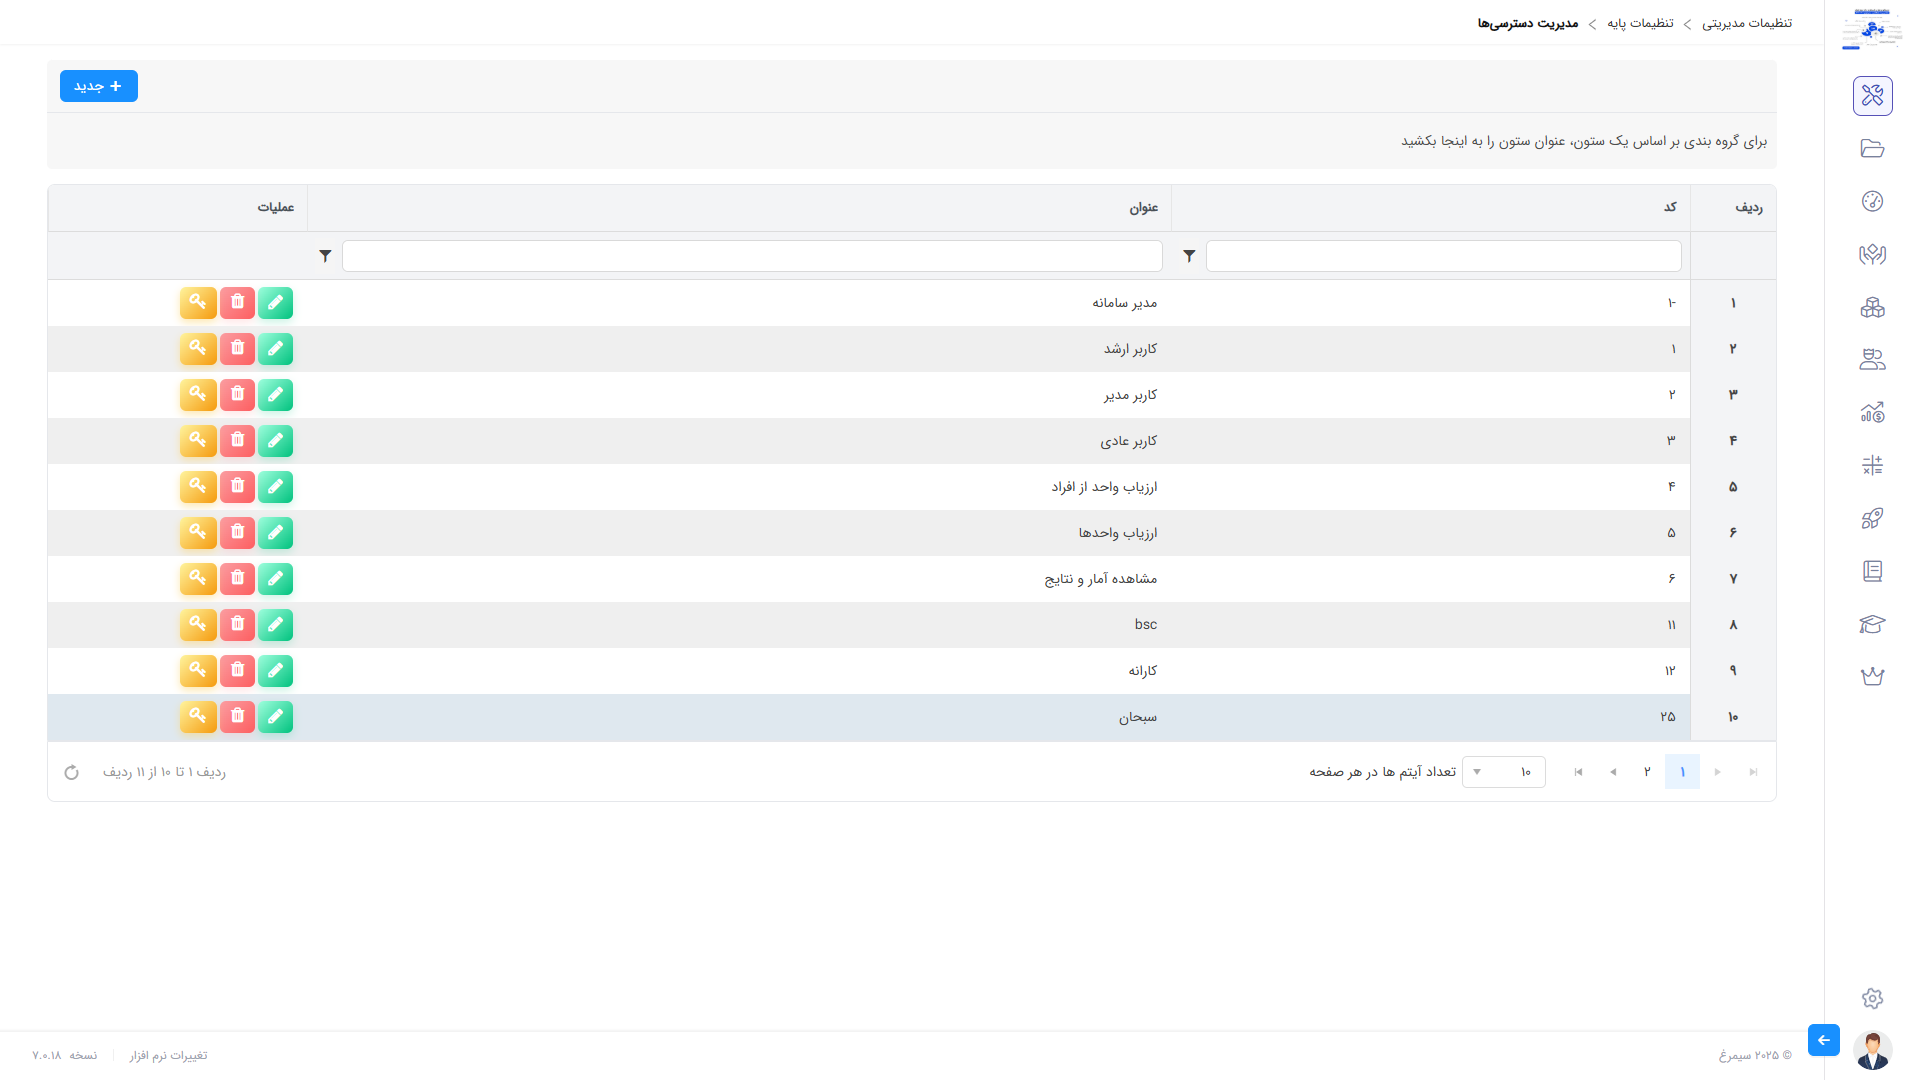 تنظیمات مدیریتی > تنظیمات پایه > مدیریت دسترسی‌ها
+ جدید
برای گروه بندی بر اساس یک ستون، عنوان ستون را به اینجا بکشید
ردیف کد عنوان عملیات
۱ -۱ مدیر سامانه
۲ ۱ کاربر ارشد
۳ ۲ کاربر مدیر
۴ ۳ کاربر عادی
۵ ۴ ارزیاب واحد از افراد
۶ ۵ ارزیاب واحدها
۷ ۶ مشاهده آمار و نتایج
۸ ۱۱ bsc
۹ ۱۲ کارانه
۱۰ ۲۵ سبحان
۱ ۲ ۱۰ تعداد آیتم ها در هر صفحه ردیف ۱ تا ۱۰ از ۱۱ ردیف
© ۲۰۲۵ سیمرغ تغییرات نرم افزار نسخه ۷.۰.۱۸